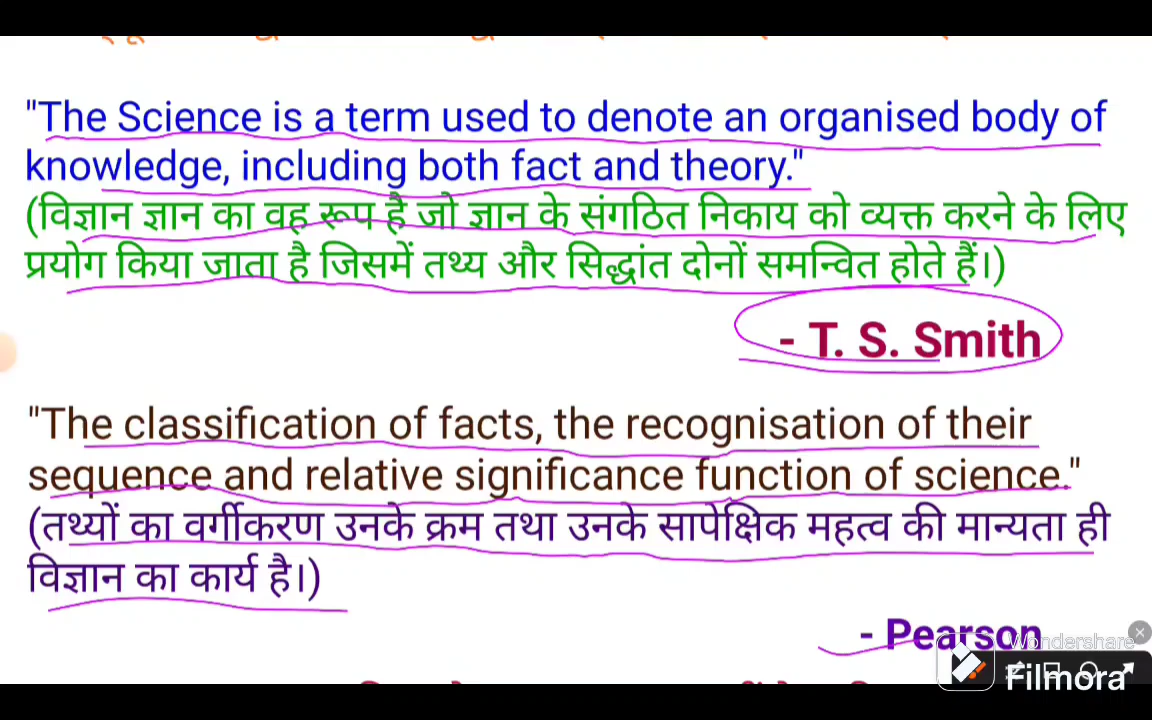 "The Science is a term used to denote an organised body of
knowledge, including both fact and theory."
(विज्ञान ज्ञान का वह रूप है जो ज्ञान के संगठित निकाय को व्यक्त करने के लिए
प्रयोग किया जाता है जिसमें तथ्य और सिद्धांत दोनों समन्वित होते हैं।)
- T. S. Smith
"The classification of facts, the recognisation of their
sequence and relative significance function of science."
(तथ्यों का वर्गीकरण उनके क्रम तथा उनके सापेक्षिक महत्व की मान्यता ही
विज्ञान का कार्य है।)
- Pearson
Wondershare
Filmora